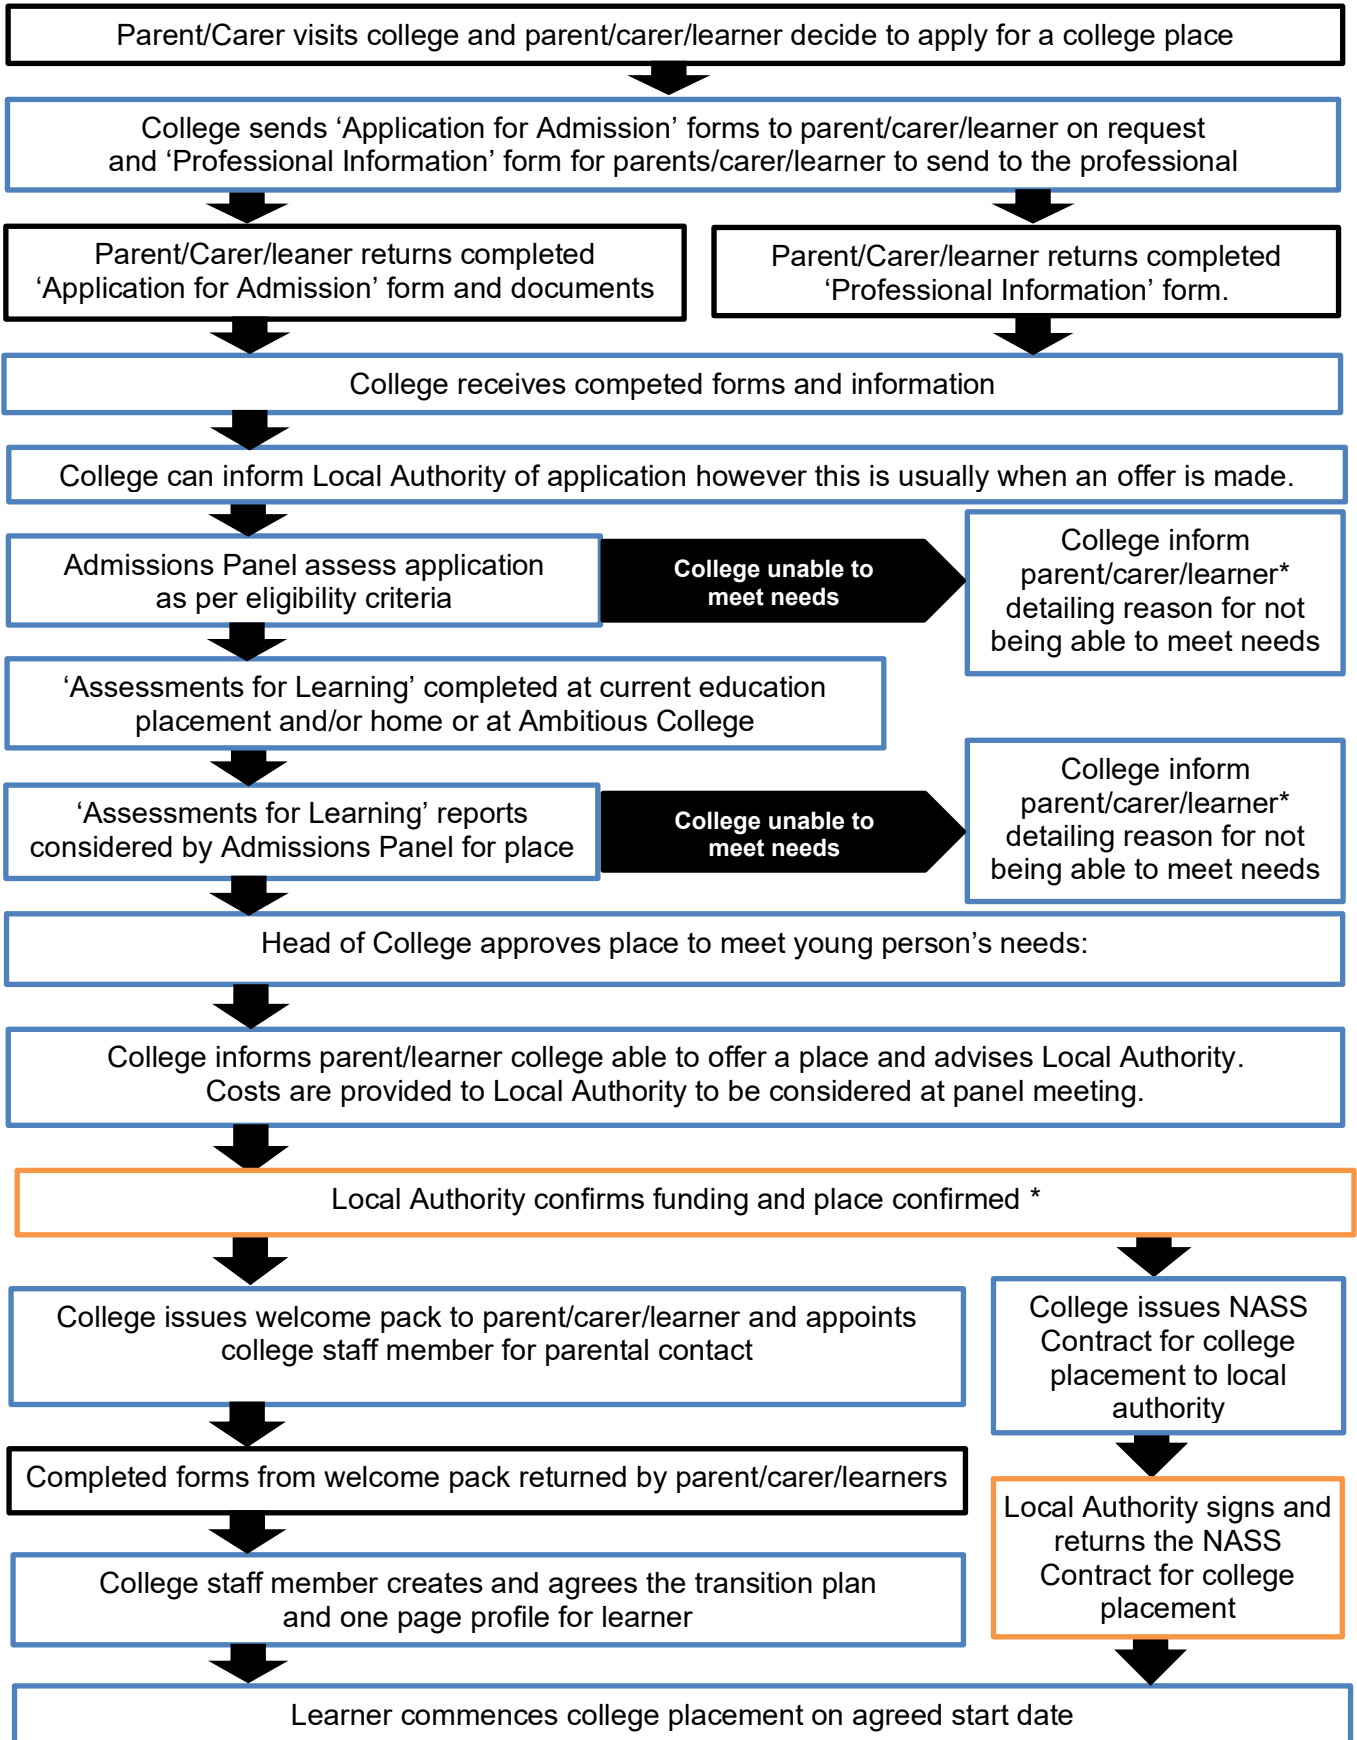 Parent/Carer visits college and parent/carer/learner decide to apply for a college place
College sends ‘Application for Admission’ forms to parent/carer/learner on request
and ‘Professional Information’ form for parents/carer/learner to send to the professional
Parent/Carer/leaner returns completed
‘Application for Admission’ form and documents
Parent/Carer/learner returns completed
‘Professional Information’ form.
College receives competed forms and information
College can inform Local Authority of application however this is usually when an offer is made.
Admissions Panel assess application
as per eligibility criteria
College unable to
meet needs
College inform
parent/carer/learner*
detailing reason for not
being able to meet needs
‘Assessments for Learning’ completed at current education
placement and/or home or at Ambitious College
‘Assessments for Learning’ reports
considered by Admissions Panel for place
College unable to
meet needs
College inform
parent/carer/learner*
detailing reason for not
being able to meet needs
Head of College approves place to meet young person’s needs:
College informs parent/learner college able to offer a place and advises Local Authority.
Costs are provided to Local Authority to be considered at panel meeting.
Local Authority confirms funding and place confirmed *
College issues welcome pack to parent/carer/learner and appoints
college staff member for parental contact
College issues NASS
Contract for college
placement to local
authority
Completed forms from welcome pack returned by parent/carer/learners
Local Authority signs and
returns the NASS
Contract for college
placement
College staff member creates and agrees the transition plan
and one page profile for learner
Learner commences college placement on agreed start date